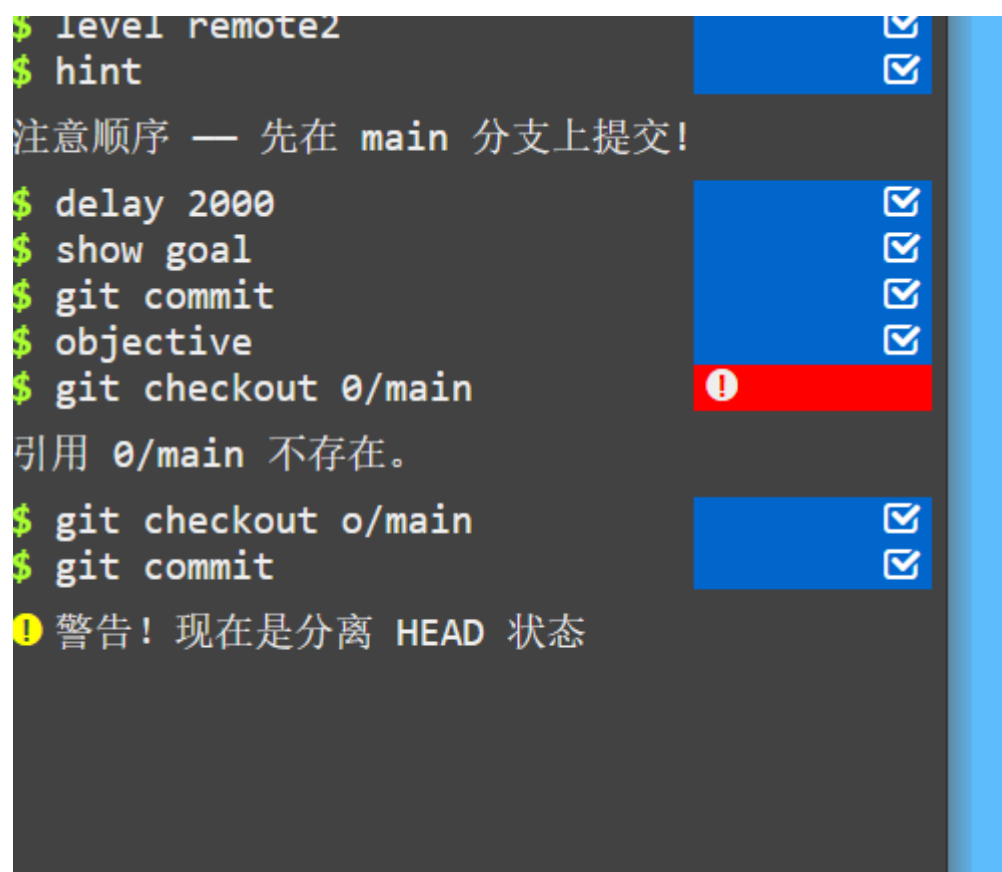 $ level remote2
$ hint
注意顺序 —— 先在 main 分支上提交!
$ delay 2000
$ show goal
$ git commit
$ objective
$ git checkout 0/main
引用 0/main 不存在。
$ git checkout o/main
$ git commit
警告！现在是分离 HEAD 状态